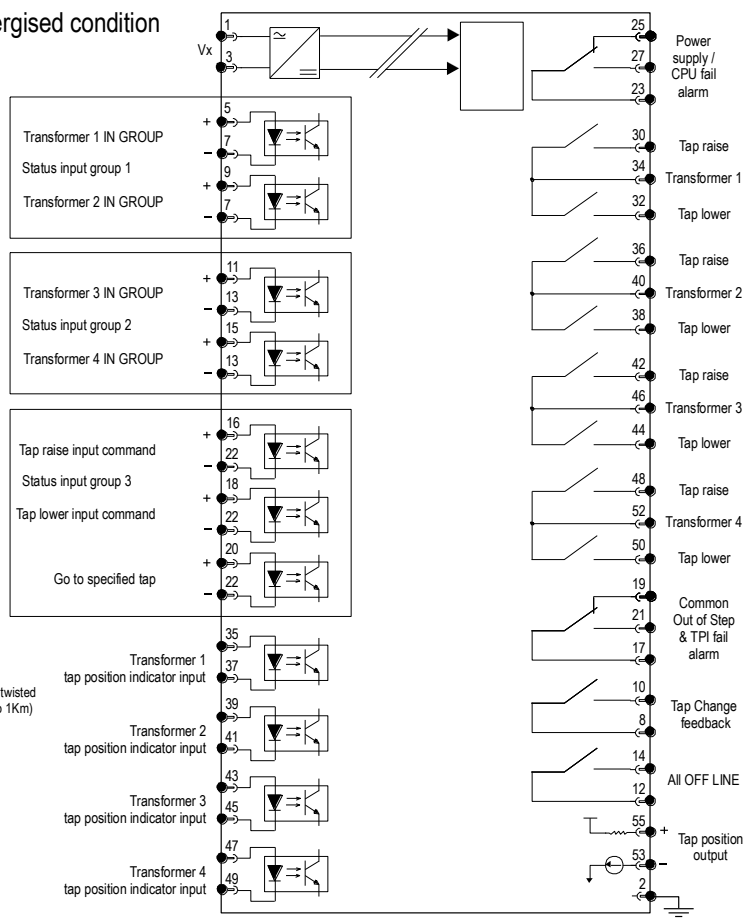 ergised condition
Vx
1
3
+ 5
Transformer 1 IN GROUP
– 7
Status input group 1
+ 9
Transformer 2 IN GROUP
– 7
+ 11
Transformer 3 IN GROUP
– 13
Status input group 2
+ 15
Transformer 4 IN GROUP
– 13
+ 16
Tap raise input command
– 22
Status input group 3
+ 18
Tap lower input command
– 22
+ 20
Go to specified tap
– 22
35
Transformer 1
37
tap position indicator input
twisted
1Km)
39
Transformer 2
41
tap position indicator input
43
Transformer 3
45
tap position indicator input
47
Transformer 4
49
tap position indicator input
25
Power
27
supply /
CPU fail
23
alarm
30
Tap raise
34
Transformer 1
32
Tap lower
36
Tap raise
40
Transformer 2
38
Tap lower
42
Tap raise
46
Transformer 3
44
Tap lower
48
Tap raise
52
Transformer 4
50
Tap lower
19
Common
21
Out of Step
& TPI fail
17
alarm
10
Tap Change
8
feedback
14
All OFF LINE
12
55
+
Tap position
output
53
–
2